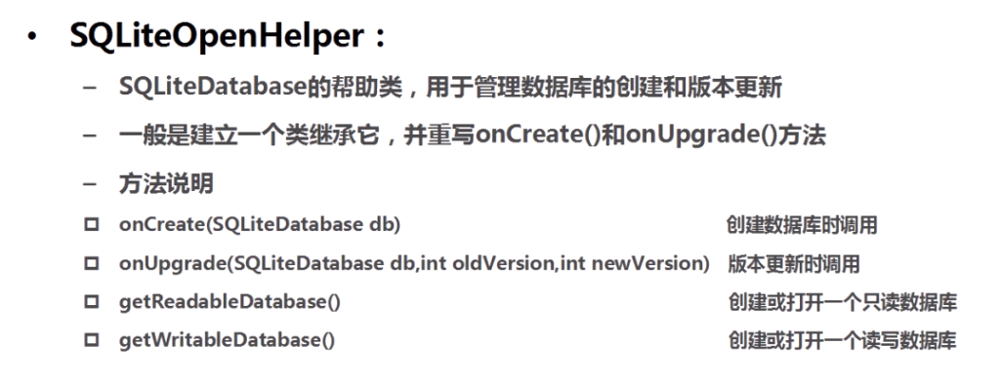 • SQLiteOpenHelper：
– SQLiteDatabase的帮助类，用于管理数据库的创建和版本更新
– 一般是建立一个类继承它，并重写onCreate()和onUpgrade()方法
– 方法说明
onCreate(SQLiteDatabase db) 创建数据库时调用
onUpgrade(SQLiteDatabase db,int oldVersion,int newVersion) 版本更新时调用
getReadableDatabase() 创建或打开一个只读数据库
getWritableDatabase() 创建或打开一个读写数据库